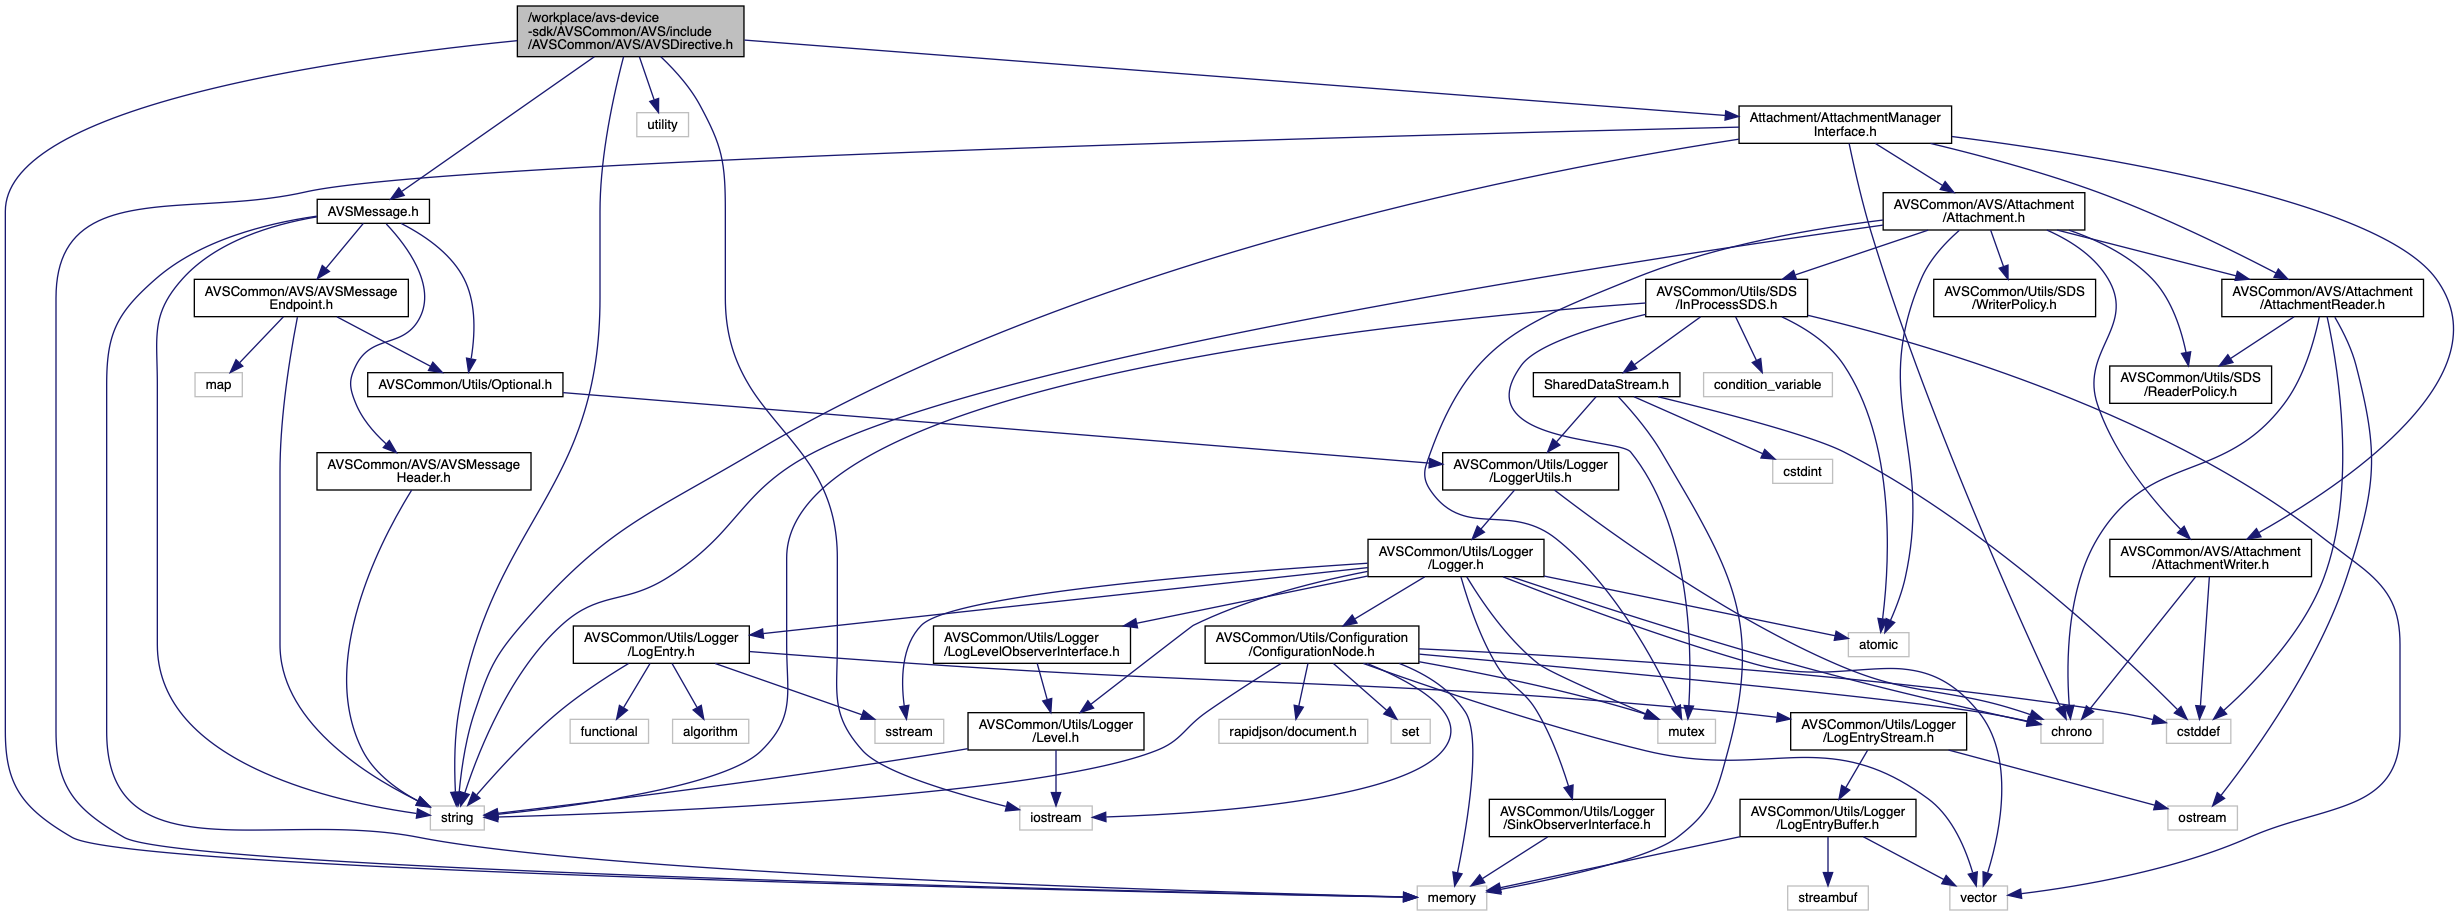 /workplace/avs-device
-sdk/AVSCommon/AVS/include
/AVSCommon/AVS/AVSDirective.h
utility
Attachment/AttachmentManager
Interface.h
AVSMessage.h
AVSCommon/AVS/Attachment
/Attachment.h
AVSCommon/AVS/AVSMessage
Endpoint.h
AVSCommon/Utils/SDS
/InProcessSDS.h
AVSCommon/Utils/SDS
/WriterPolicy.h
AVSCommon/AVS/Attachment
/AttachmentReader.h
map
AVSCommon/Utils/Optional.h
SharedDataStream.h
condition_variable
AVSCommon/Utils/SDS
/ReaderPolicy.h
AVSCommon/AVS/AVSMessage
Header.h
AVSCommon/Utils/Logger
/LoggerUtils.h
cstdint
AVSCommon/Utils/Logger
/Logger.h
AVSCommon/AVS/Attachment
/AttachmentWriter.h
AVSCommon/Utils/Logger
/LogEntry.h
AVSCommon/Utils/Logger
/LogLevelObserverInterface.h
AVSCommon/Utils/Configuration
/ConfigurationNode.h
atomic
functional
algorithm
sstream
AVSCommon/Utils/Logger
/Level.h
rapidjson/document.h
set
mutex
AVSCommon/Utils/Logger
/LogEntryStream.h
chrono
cstddef
string
iostream
AVSCommon/Utils/Logger
/SinkObserverInterface.h
AVSCommon/Utils/Logger
/LogEntryBuffer.h
ostream
memory
streambuf
vector